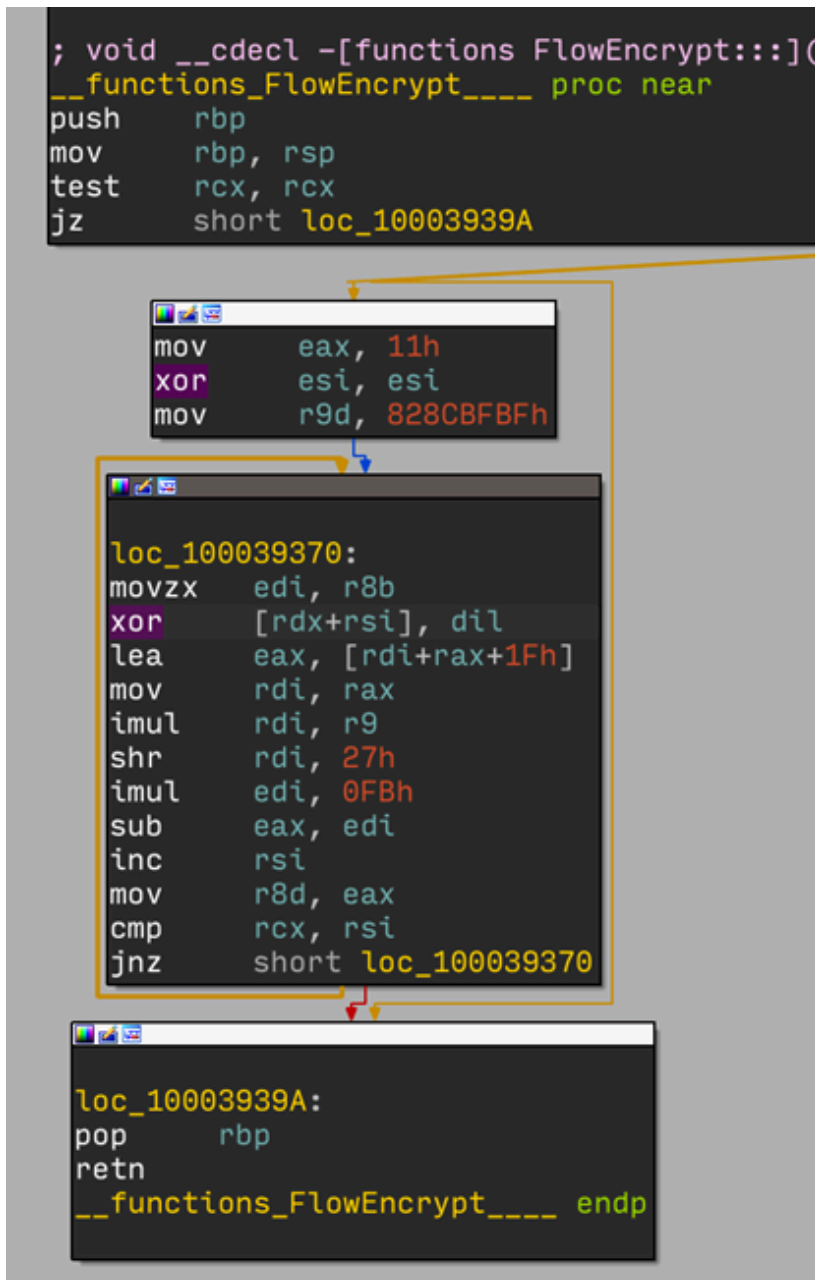 ; void __cdecl -[functions FlowEncrypt:::](
__functions_FlowEncrypt____ proc near
push rbp
mov rbp, rsp
test rcx, rcx
jz short loc_10003939A
mov eax, 11h
xor esi, esi
mov r9d, 828CBFBFh
loc_100039370:
movzx edi, r8b
xor [rdx+rsi], dil
lea eax, [rdi+rax+1Fh]
mov rdi, rax
imul rdi, r9
shr rdi, 27h
imul edi, 0FBh
sub eax, edi
inc rsi
mov r8d, eax
cmp rcx, rsi
jnz short loc_100039370
loc_10003939A:
pop rbp
retn
__functions_FlowEncrypt____ endp